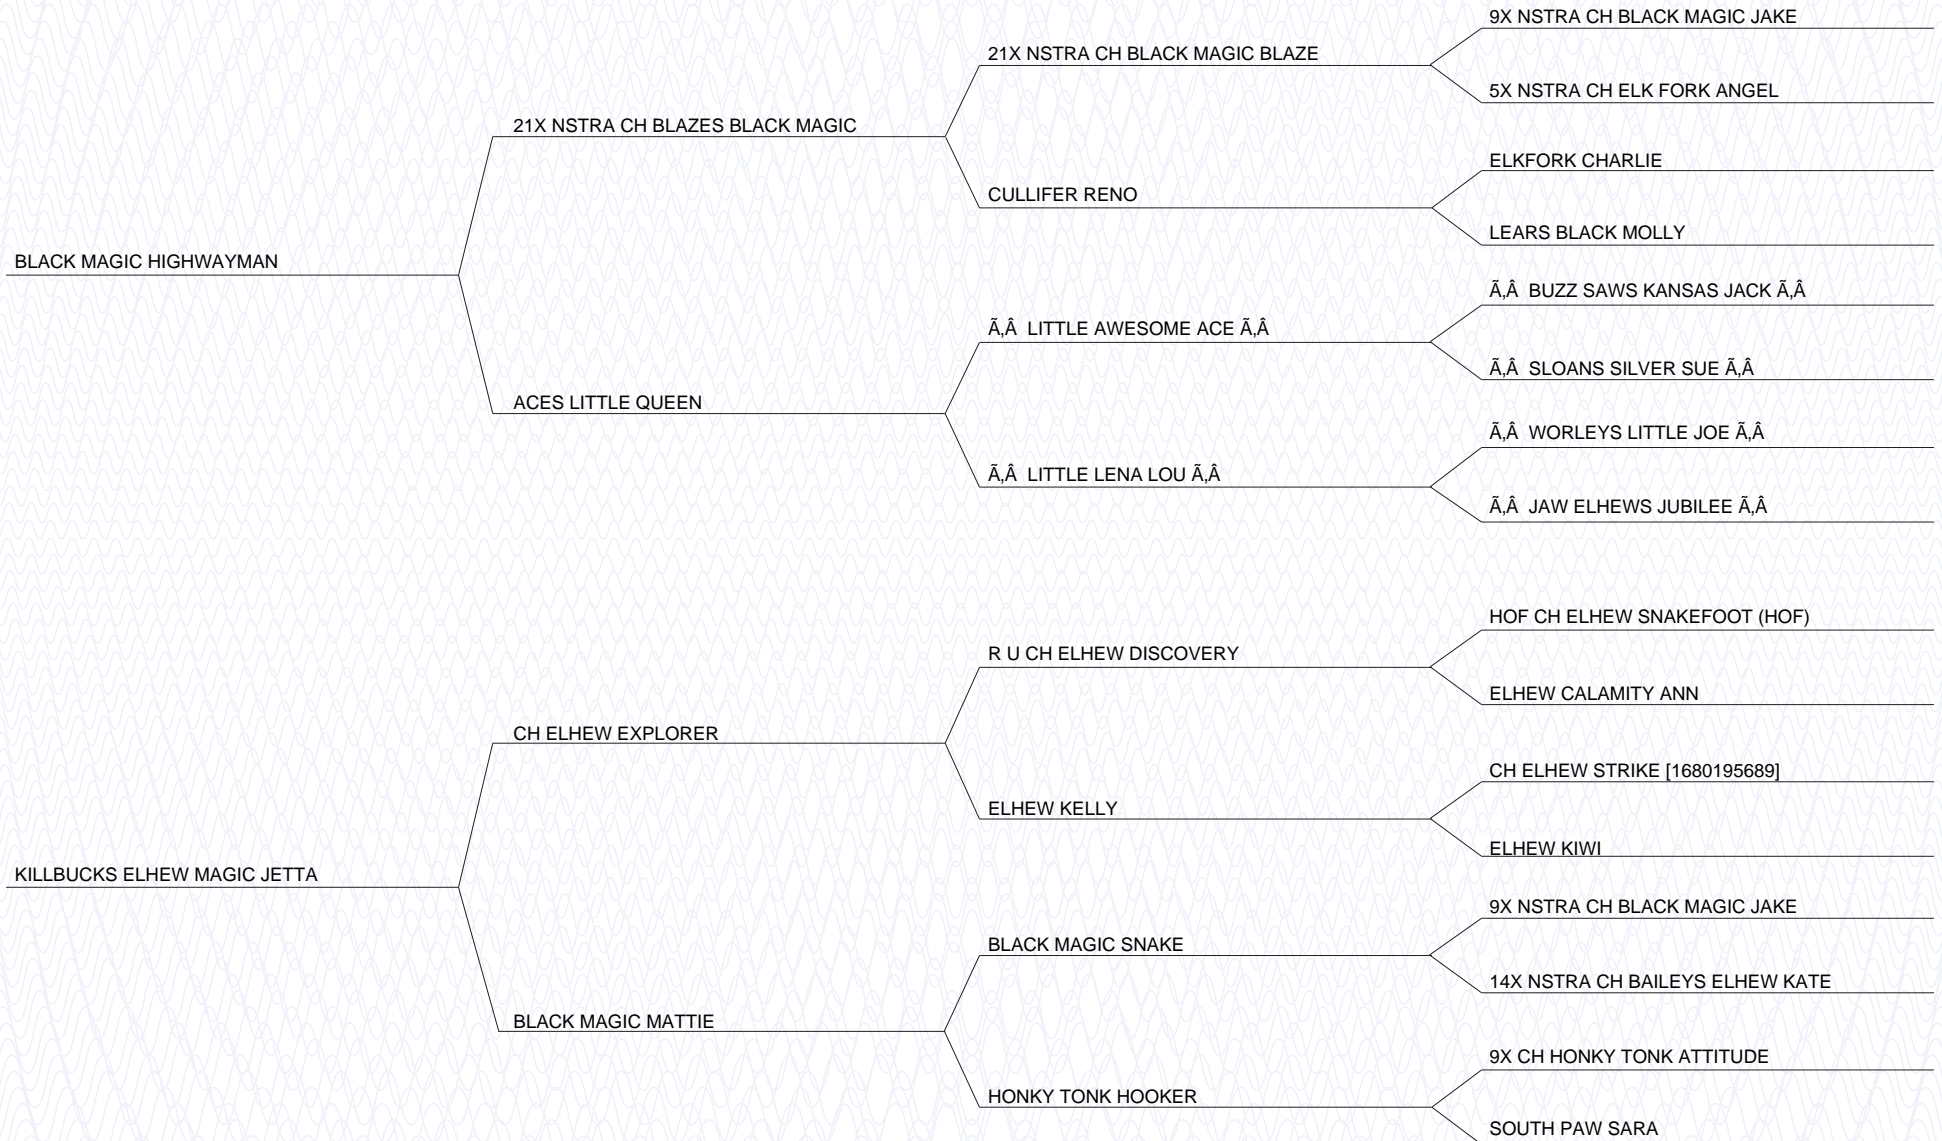 9X NSTRA CH BLACK MAGIC JAKE
21X NSTRA CH BLACK MAGIC BLAZE
5X NSTRA CH ELK FORK ANGEL
21X NSTRA CH BLAZES BLACK MAGIC
ELKFORK CHARLIE
CULLIFER RENO
LEARS BLACK MOLLY
BLACK MAGIC HIGHWAYMAN
Ã,Â BUZZ SAWS KANSAS JACK Ã,Â
Ã,Â LITTLE AWESOME ACE Ã,Â
Ã,Â SLOANS SILVER SUE Ã,Â
ACES LITTLE QUEEN
Ã,Â WORLEYS LITTLE JOE Ã,Â
Ã,Â LITTLE LENA LOU Ã,Â
Ã,Â JAW ELHEWS JUBILEE Ã,Â
HOF CH ELHEW SNAKEFOOT (HOF)
R U CH ELHEW DISCOVERY
ELHEW CALAMITY ANN
CH ELHEW EXPLORER
CH ELHEW STRIKE [1680195689]
ELHEW KELLY
ELHEW KIWI
KILLBUCKS ELHEW MAGIC JETTA
9X NSTRA CH BLACK MAGIC JAKE
BLACK MAGIC SNAKE
14X NSTRA CH BAILEYS ELHEW KATE
BLACK MAGIC MATTIE
9X CH HONKY TONK ATTITUDE
HONKY TONK HOOKER
SOUTH PAW SARA